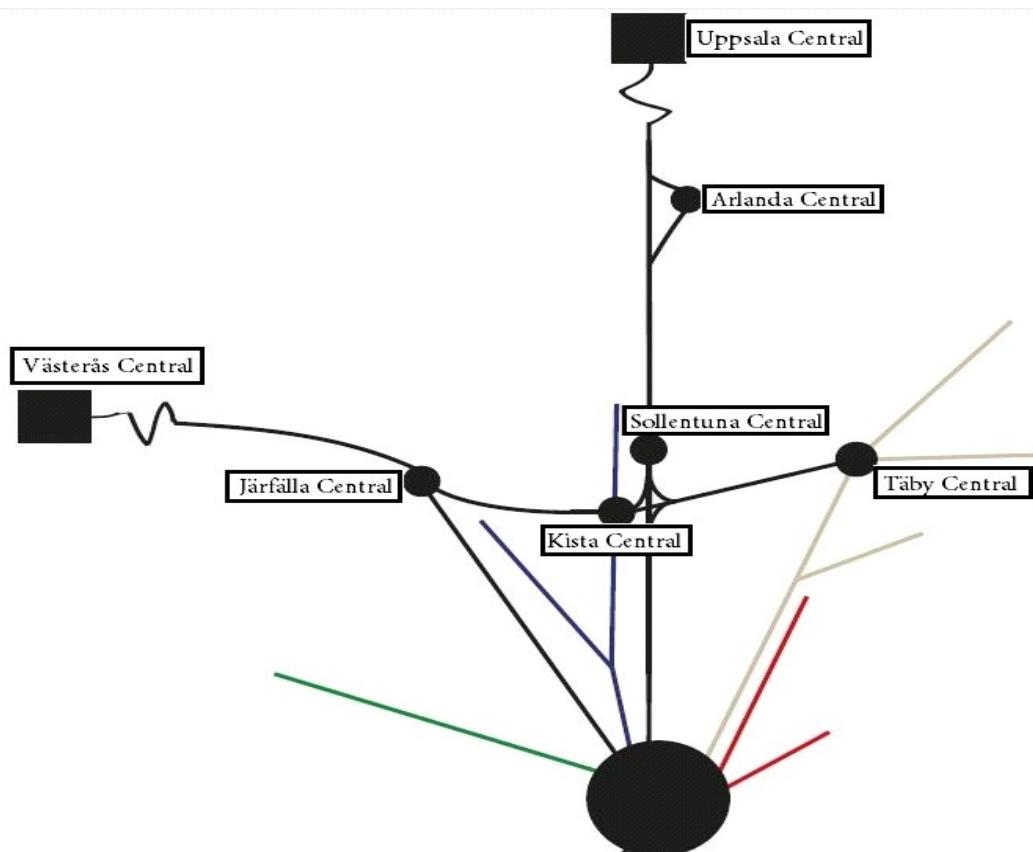 Uppsala Central
Arlanda Central
Västerås Central
Sollentuna Central
Järfälla Central
Täby Central
Kista Central